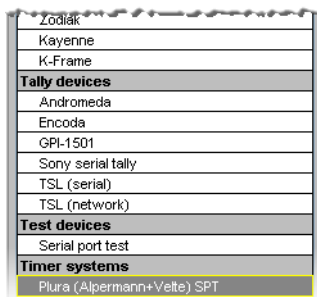 Zodiak
Kayenne
K-Frame
Tally devices
Andromeda
Encoda
GPI-1501
Sony serial tally
TSL (serial)
TSL (network)
Test devices
Serial port test
Timer systems
Plura (Alpermann+Velte) SPT